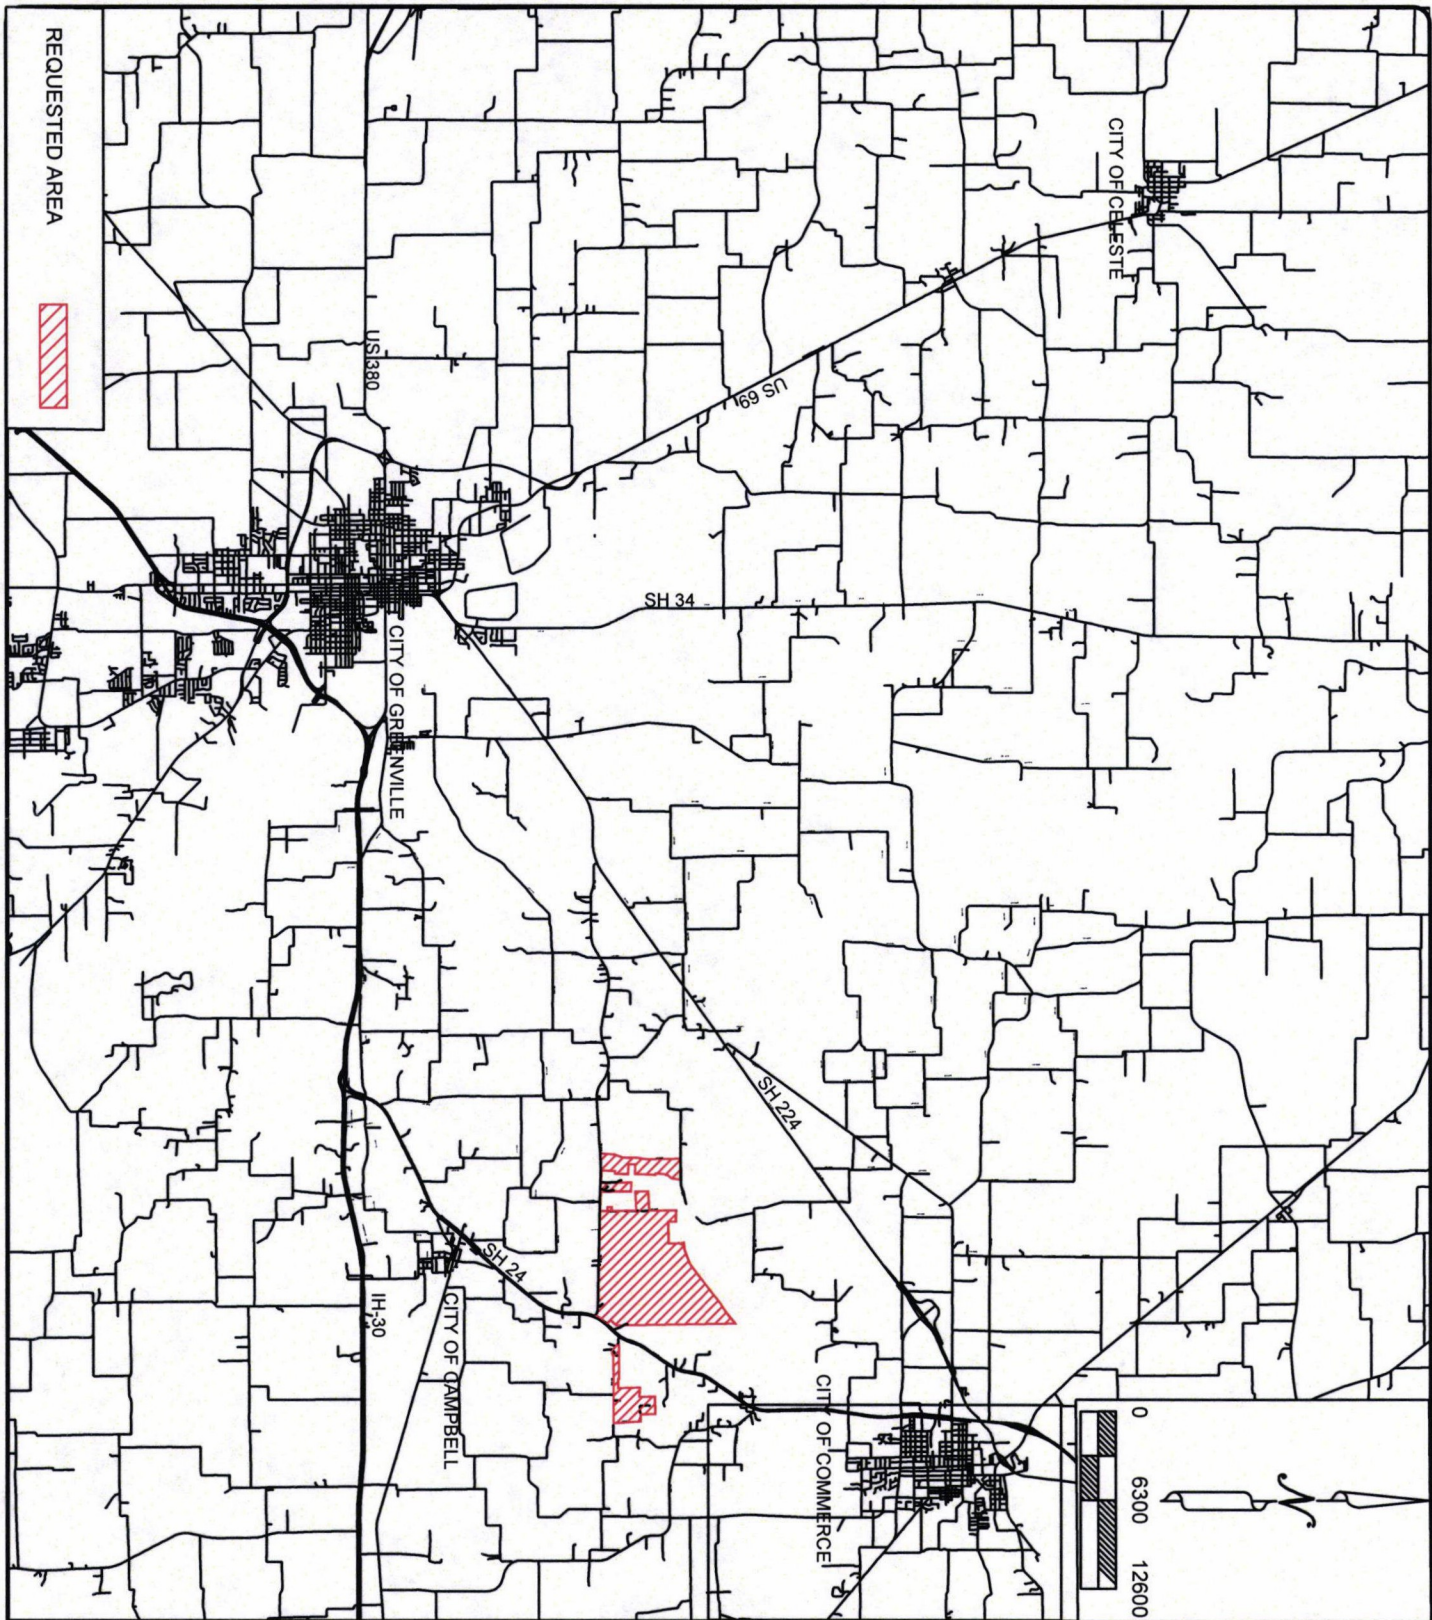 CITY OF CELESTE
US 69
SH 34
US 380
CITY OF GREENVILLE
SH 224
SH 24
IH-30
CITY OF CAMPBELL
CITY OF COMMERCE
0 6300 12600
N
REQUESTED AREA